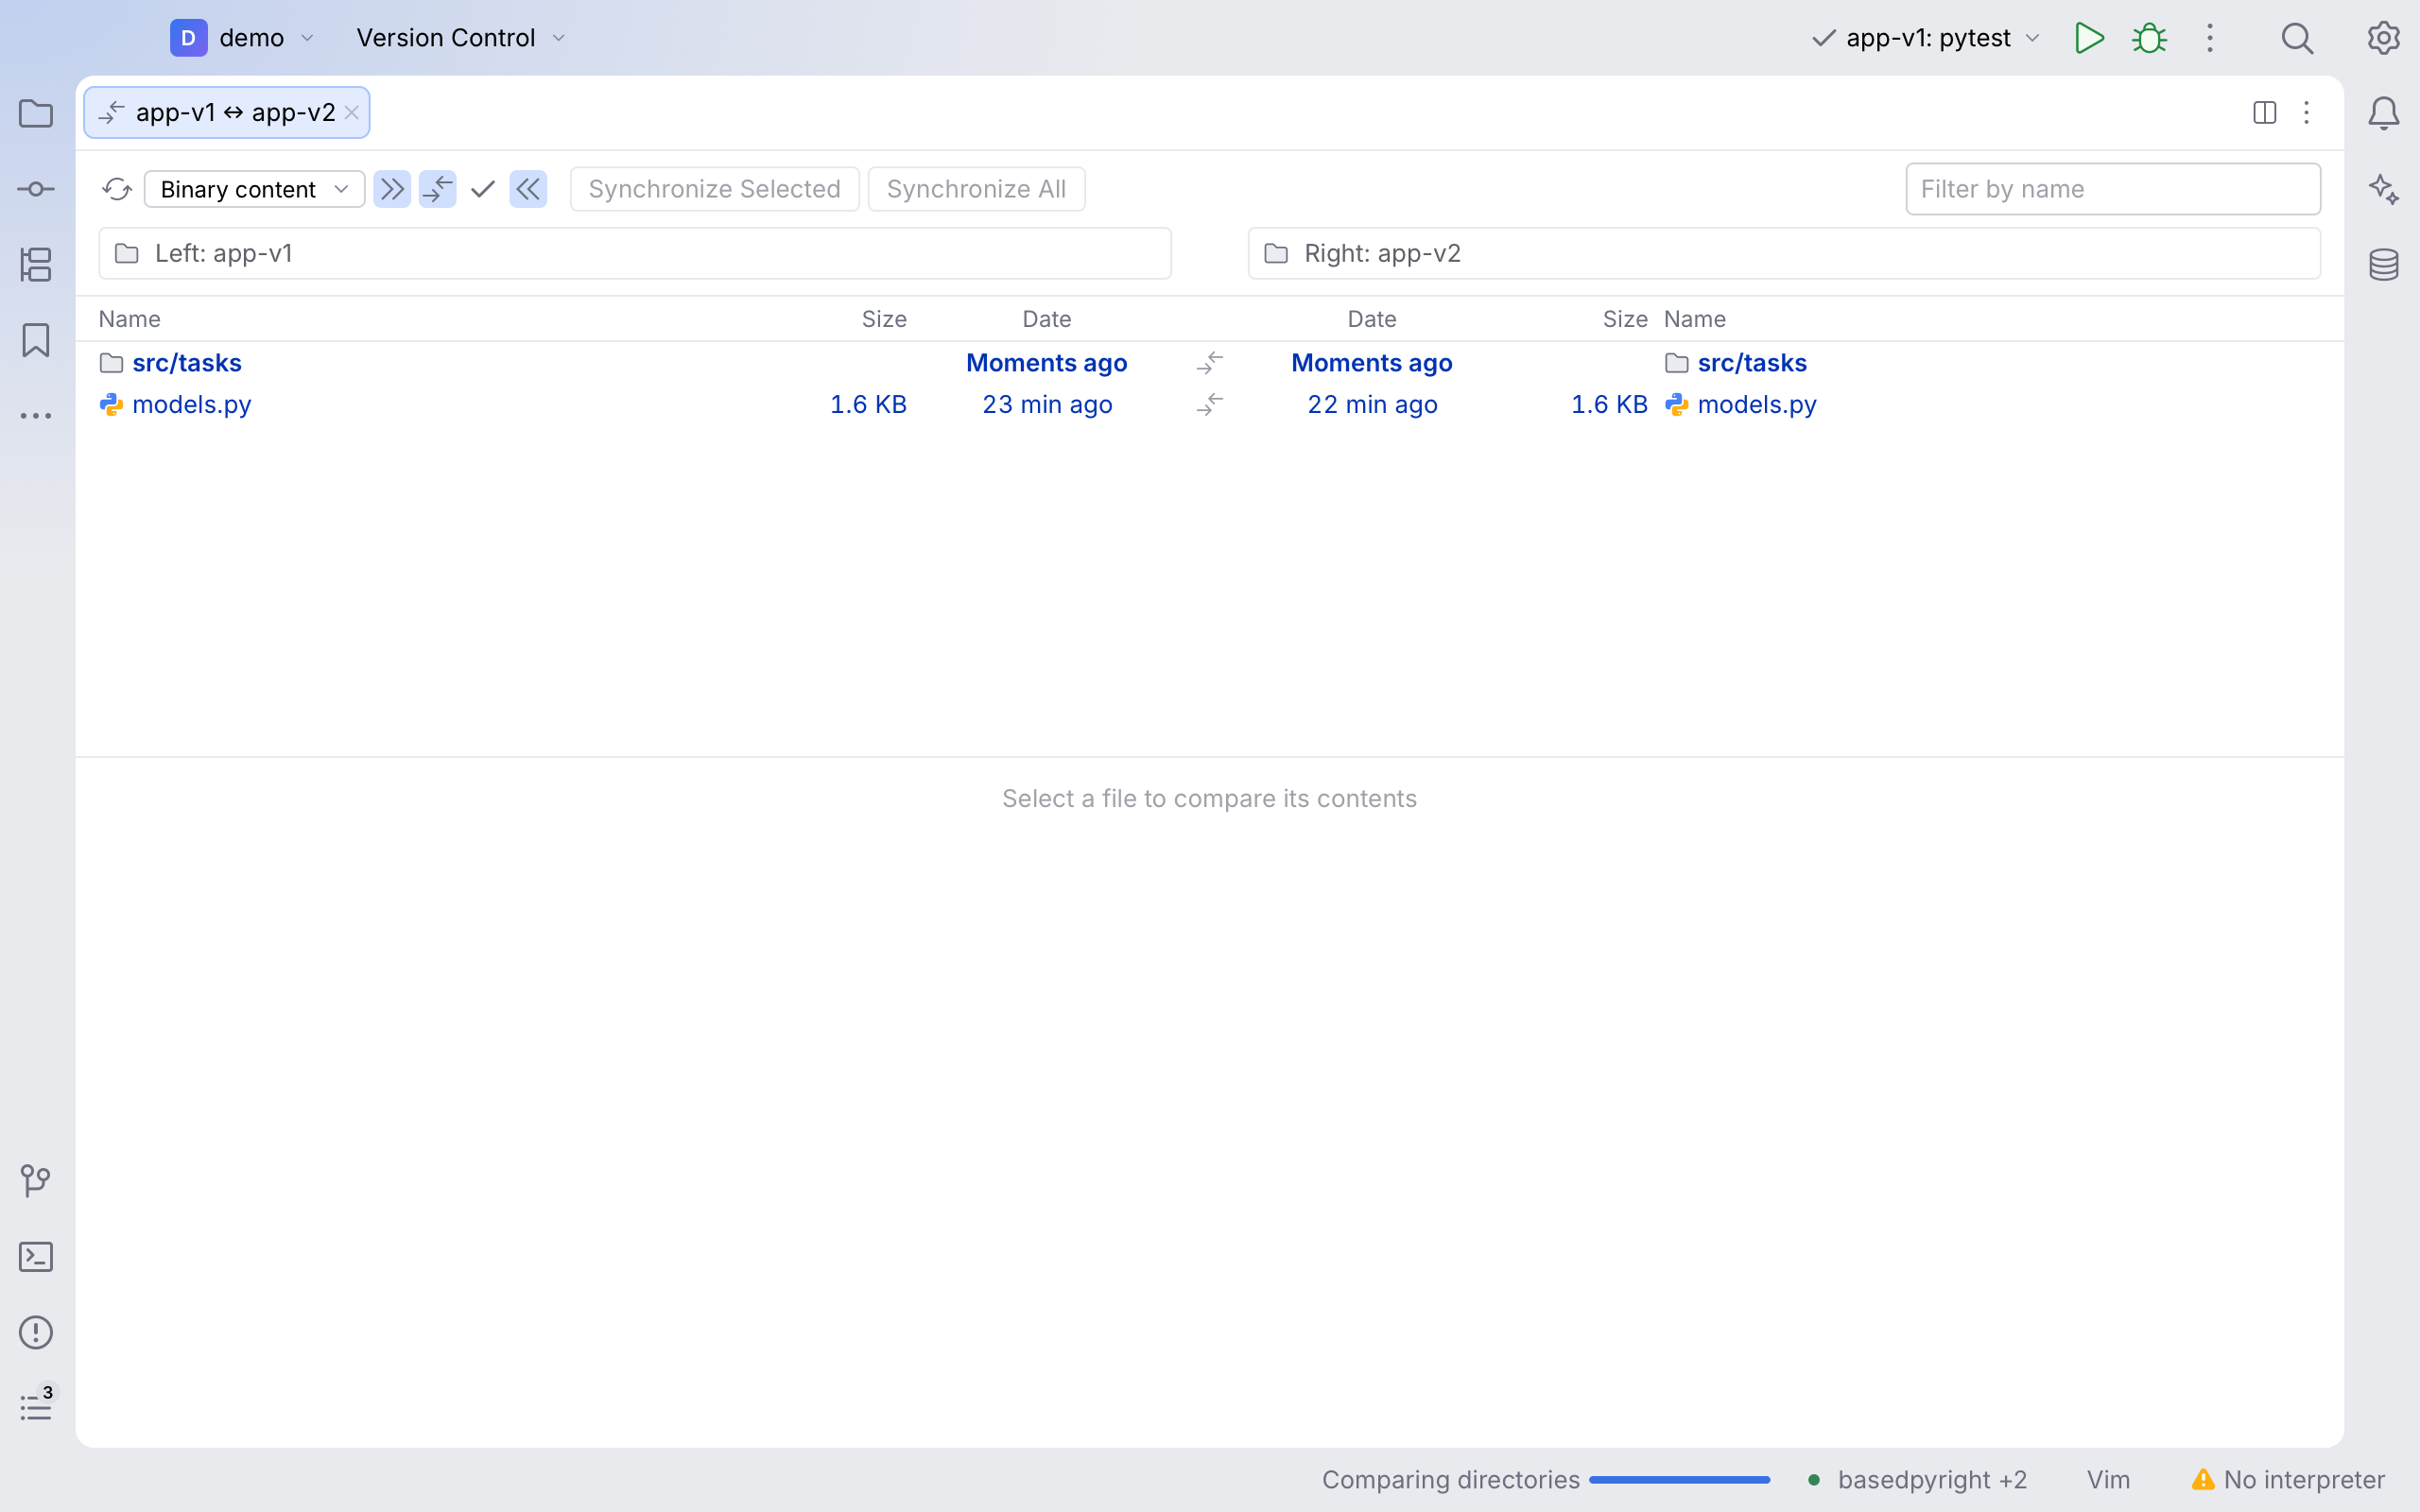 D demo Version Control app-v1: pytest
app-v1 ↔ app-v2
Binary content Synchronize Selected Synchronize All Filter by name
Left: app-v1 Right: app-v2
Name Size Date Date Size Name
src/tasks Moments ago Moments ago src/tasks
models.py 1.6 KB 23 min ago 22 min ago 1.6 KB models.py
Select a file to compare its contents
3
Comparing directories basedpyright +2 Vim No interpreter